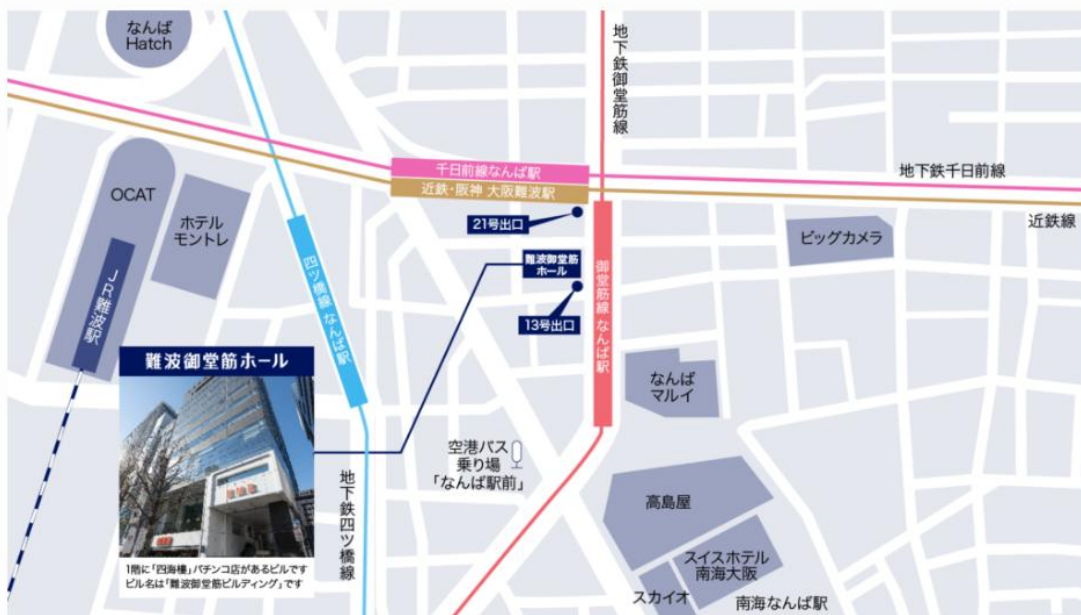 なんば
Hatch
地下鉄御堂筋線
千日前線なんば駅
近鉄・阪神 大阪難波駅
地下鉄千日前線
近鉄線
OCAT
ホテル
モントレ
21号出口
難波御堂筋
ホール
13号出口
ビッグカメラ
四ツ橋線 なんば駅
御堂筋線 なんば駅
JR難波駅
難波御堂筋ホール
なんば
マルイ
空港バス
乗り場
「なんば駅前」
地下鉄四ツ橋線
高島屋
スイスホテル
南海大阪
スカイオ
南海なんば駅
1階に「四海樓」パチンコ店があるビルです
ビル名は「難波御堂筋ビルディング」です